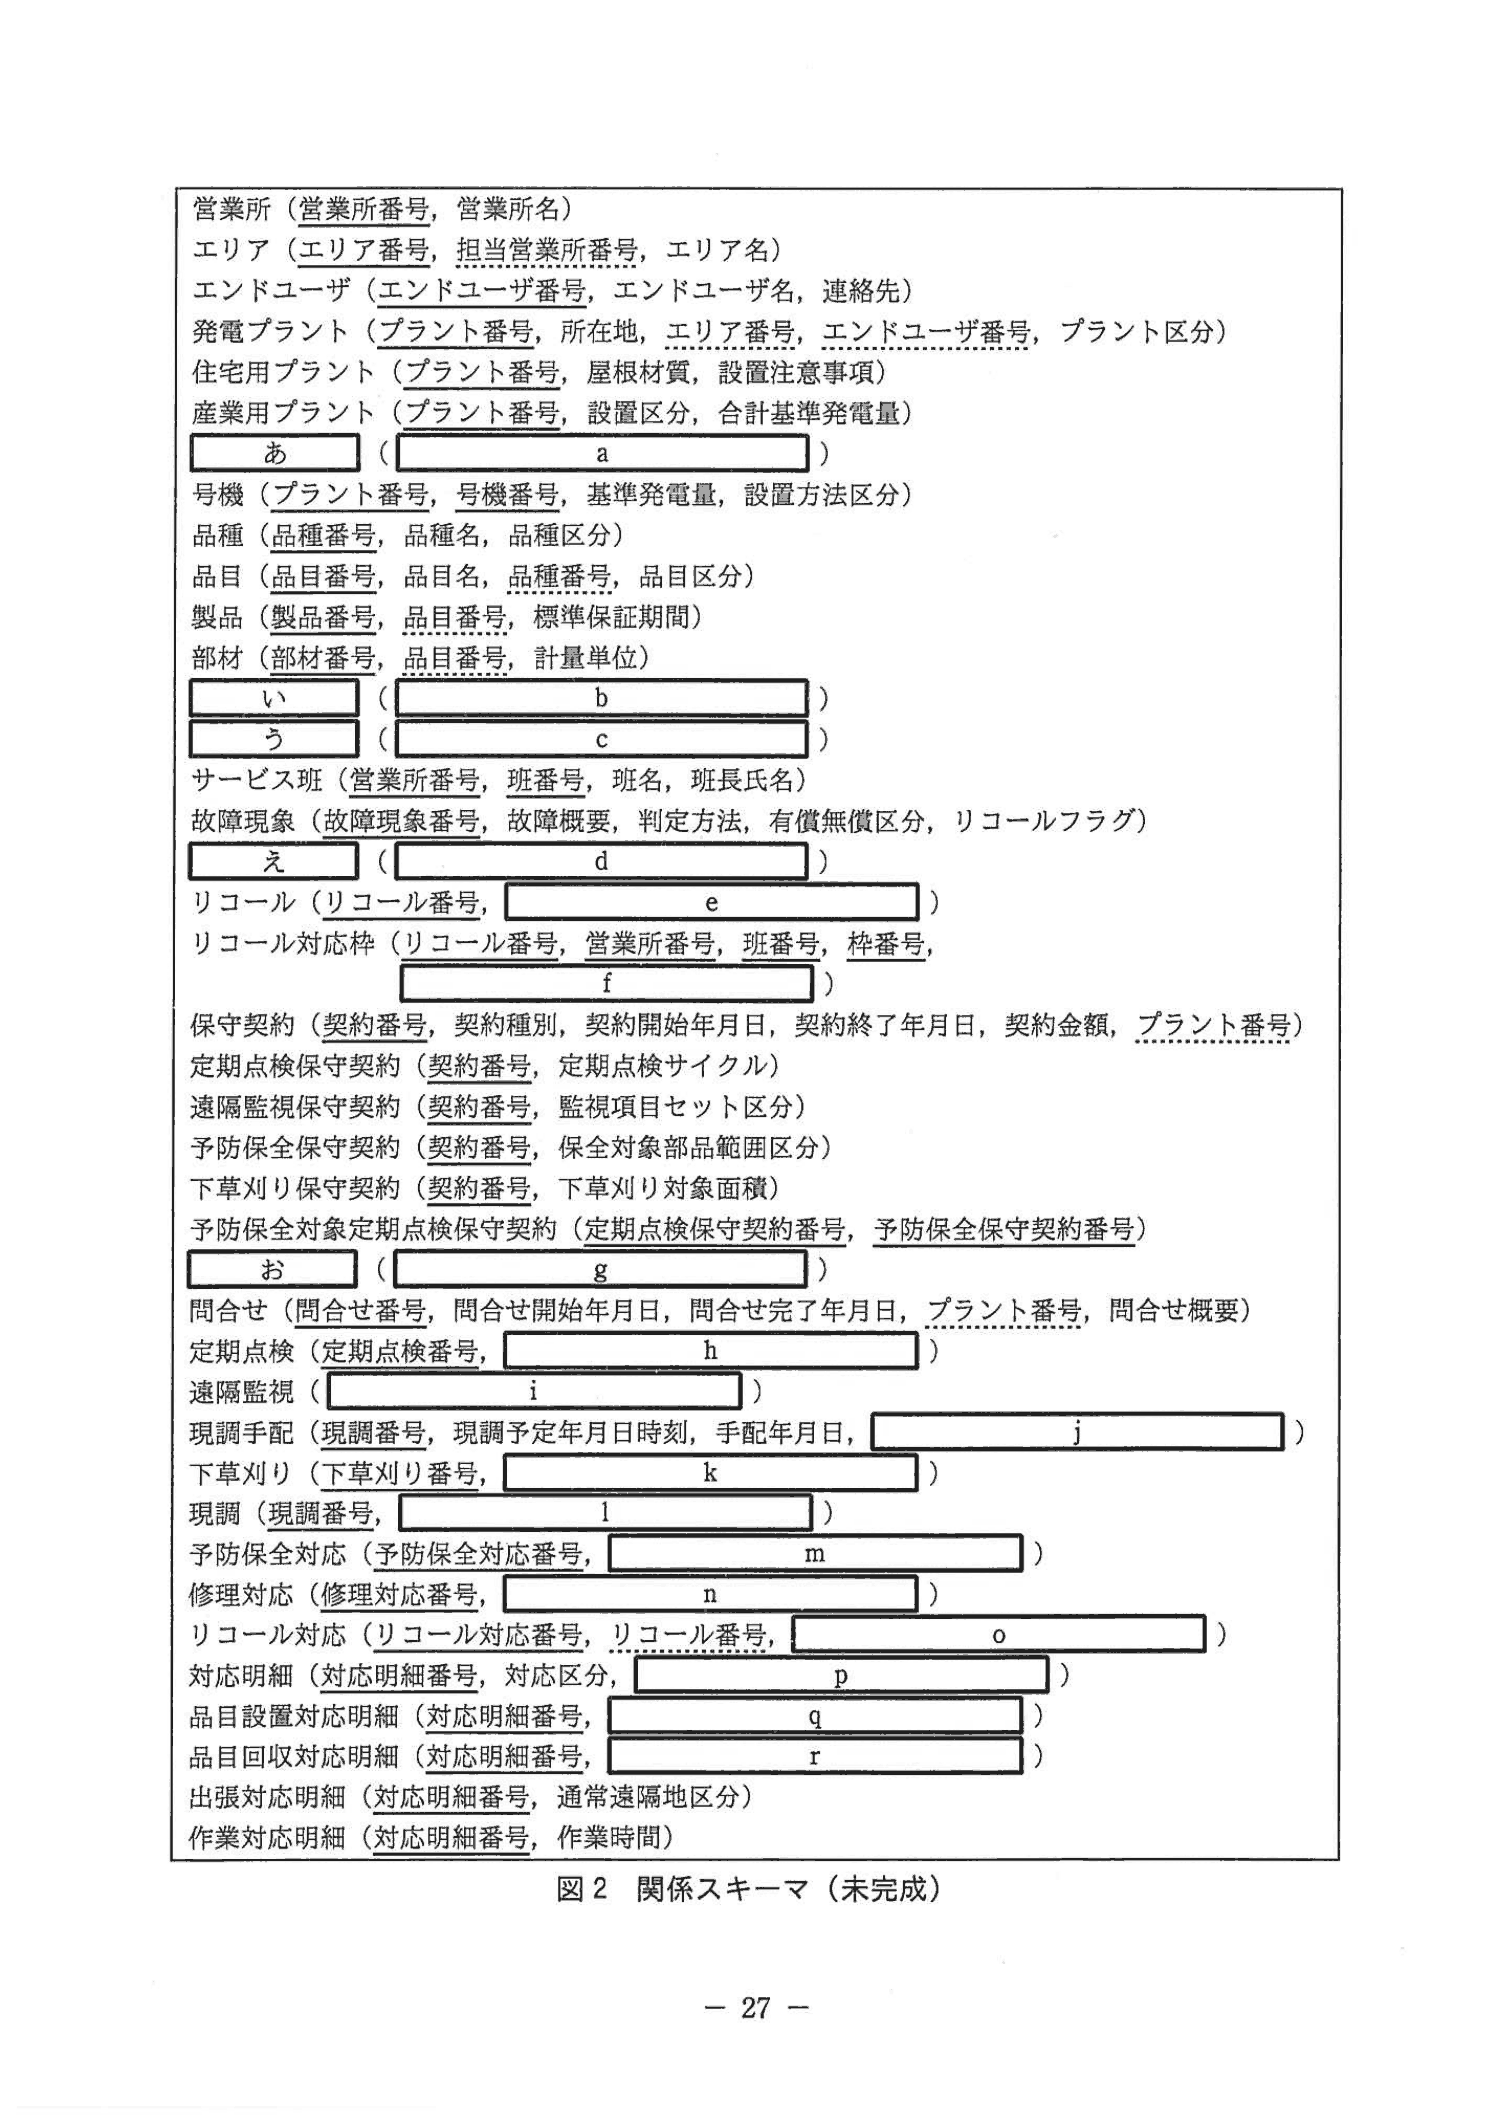 営業所（営業所番号，営業所名）
エリア（エリア番号，担当営業所番号，エリア名）
エンドユーザ（エンドユーザ番号，エンドユーザ名，連絡先）
発電プラント（プラント番号，所在地，エリア番号，エンドユーザ番号，プラント区分）
住宅用プラント（プラント番号，屋根材質，設置注意事項）
産業用プラント（プラント番号，設置区分，合計基準発電量）
あ（a）
号機（プラント番号，号機番号，基準発電量，設置方法区分）
品種（品種番号，品種名，品種区分）
品目（品目番号，品目名，品種番号，品目区分）
製品（製品番号，品目番号，標準保証期間）
部材（部材番号，品目番号，計量単位）
い（b）
う（c）
サービス班（営業所番号，班番号，班名，班長氏名）
故障現象（故障現象番号，故障概要，判定方法，有償無償区分，リコールフラグ）
え（d）
リコール（リコール番号，e）
リコール対応枠（リコール番号，営業所番号，班番号，枠番号，
f）
保守契約（契約番号，契約種別，契約開始年月日，契約終了年月日，契約金額，プラント番号）
定期点検保守契約（契約番号，定期点検サイクル）
遠隔監視保守契約（契約番号，監視項目セット区分）
予防保全保守契約（契約番号，保全対象部品範囲区分）
下草刈り保守契約（契約番号，下草刈り対象面積）
予防保全対象定期点検保守契約（定期点検保守契約番号，予防保全保守契約番号）
お（g）
問合せ（問合せ番号，問合せ開始年月日，問合せ完了年月日，プラント番号，問合せ概要）
定期点検（定期点検番号，h）
遠隔監視（i）
現調手配（現調番号，現調予定年月日時刻，手配年月日，j）
下草刈り（下草刈り番号，k）
現調（現調番号，l）
予防保全対応（予防保全対応番号，m）
修理対応（修理対応番号，n）
リコール対応（リコール対応番号，リコール番号，o）
対応明細（対応明細番号，対応区分，p）
品目設置対応明細（対応明細番号，q）
品目回収対応明細（対応明細番号，r）
出張対応明細（対応明細番号，通常遠隔地区分）
作業対応明細（対応明細番号，作業時間）
図2　関係スキーマ（未完成）
－ 27 －